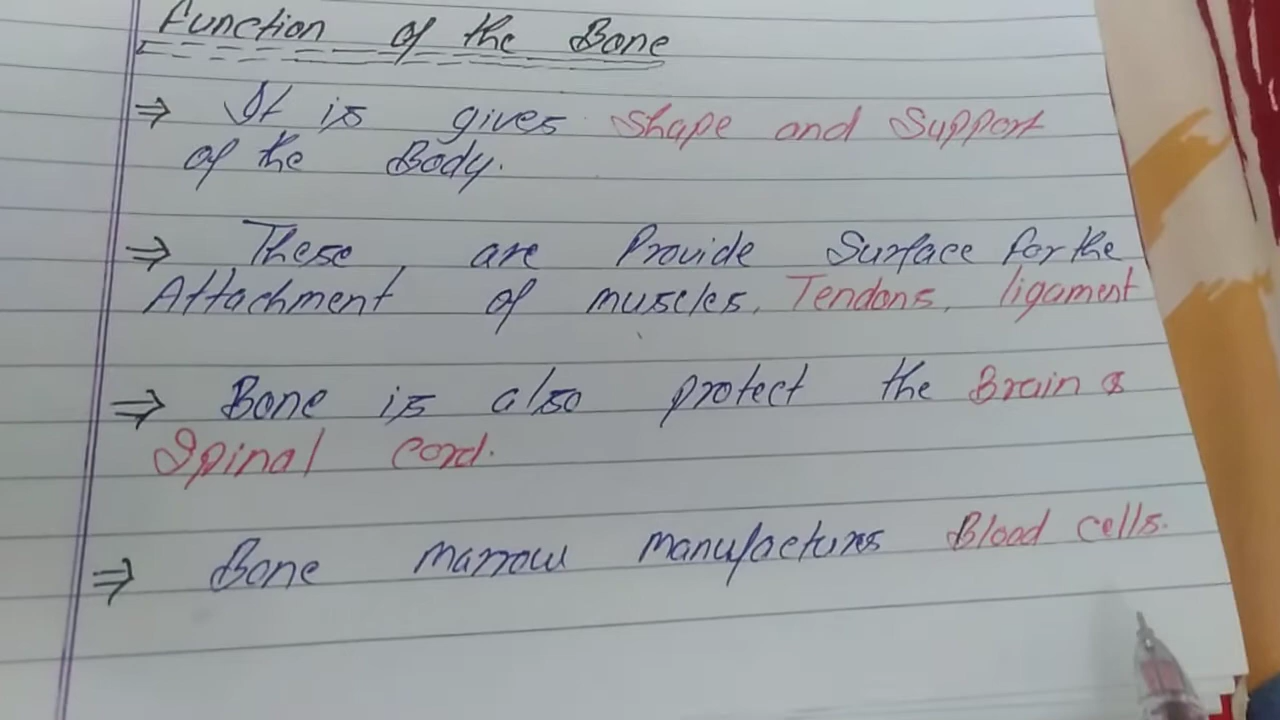 Function of the Bone
⇒ It is gives shape and Support
of the Body.
⇒ These, are Provide Surface for the
Attachment of muscles, Tendons, ligament
⇒ Bone is also protect the Brain &
Spinal Cord.
⇒ Bone marrow manufactures Blood cells.